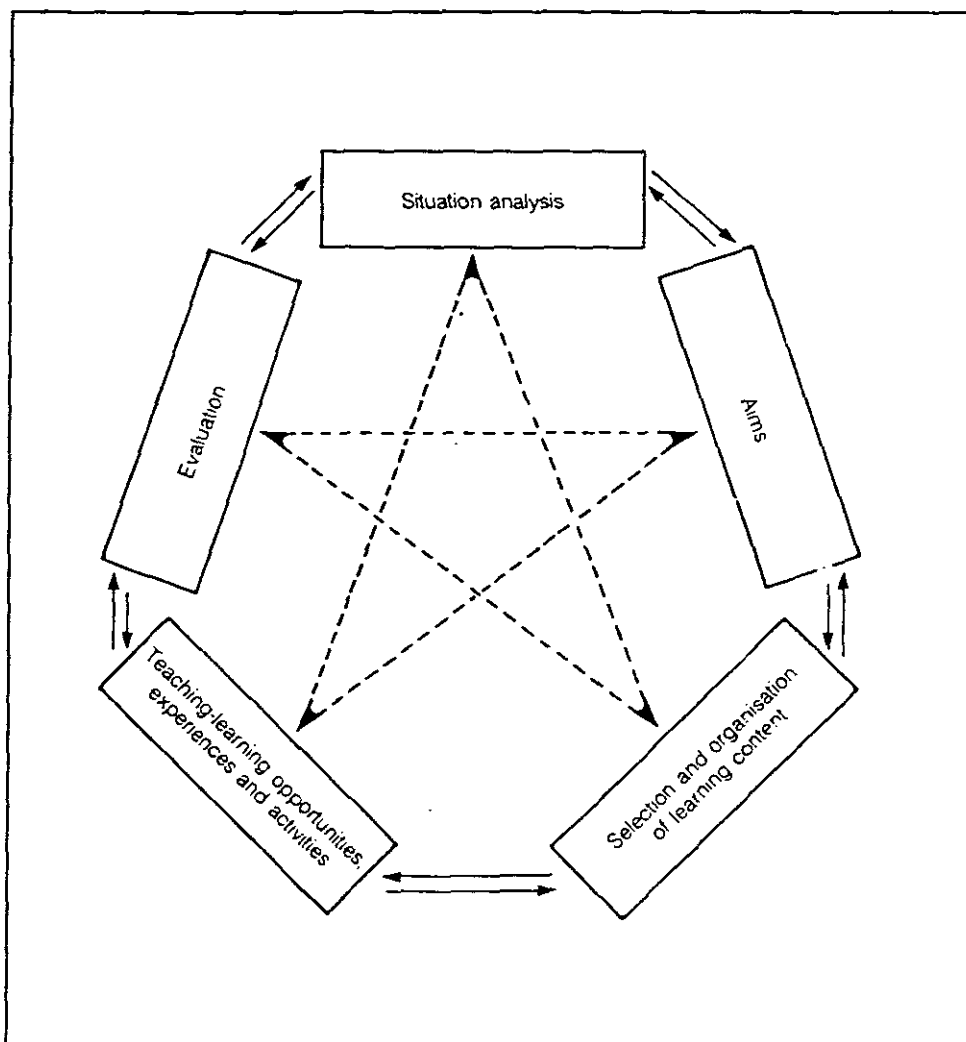 Situation analysis
Aims
Selection and organisation
of learning content
Teaching-learning opportunities,
experiences and activities
Evaluation